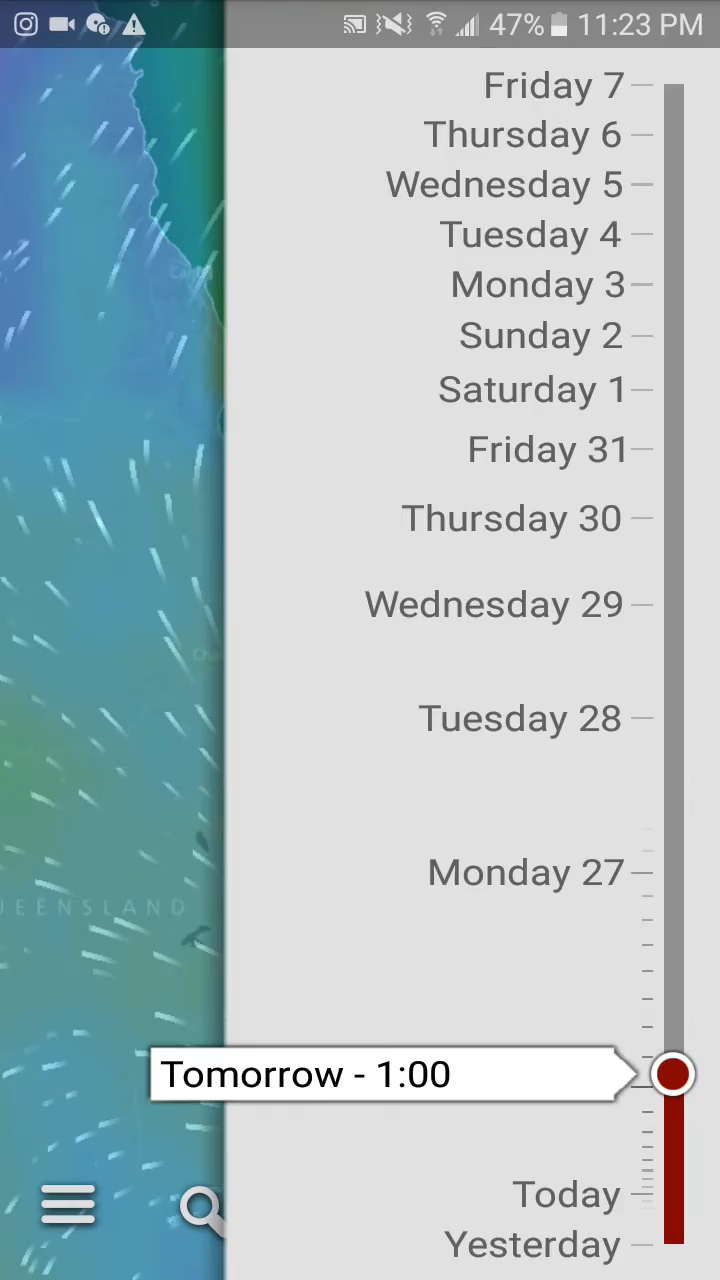 47% 11:23 PM
Friday 7
Thursday 6
Wednesday 5
Tuesday 4
Monday 3
Sunday 2
Saturday 1
Friday 31
Thursday 30
Wednesday 29
Tuesday 28
Monday 27
Tomorrow - 1:00
Today
Yesterday